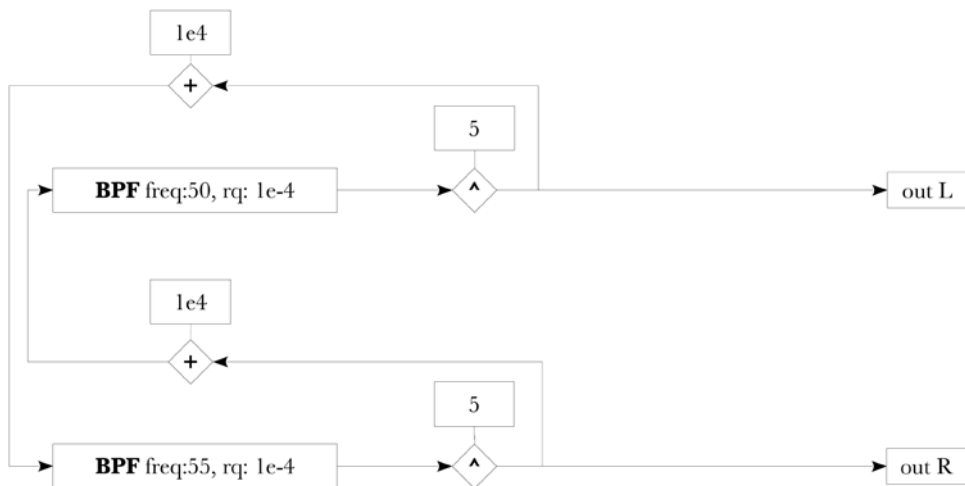 1e4
+
5
BPF freq:50, rq: 1e-4
^
out L
1e4
+
5
BPF freq:55, rq: 1e-4
^
out R